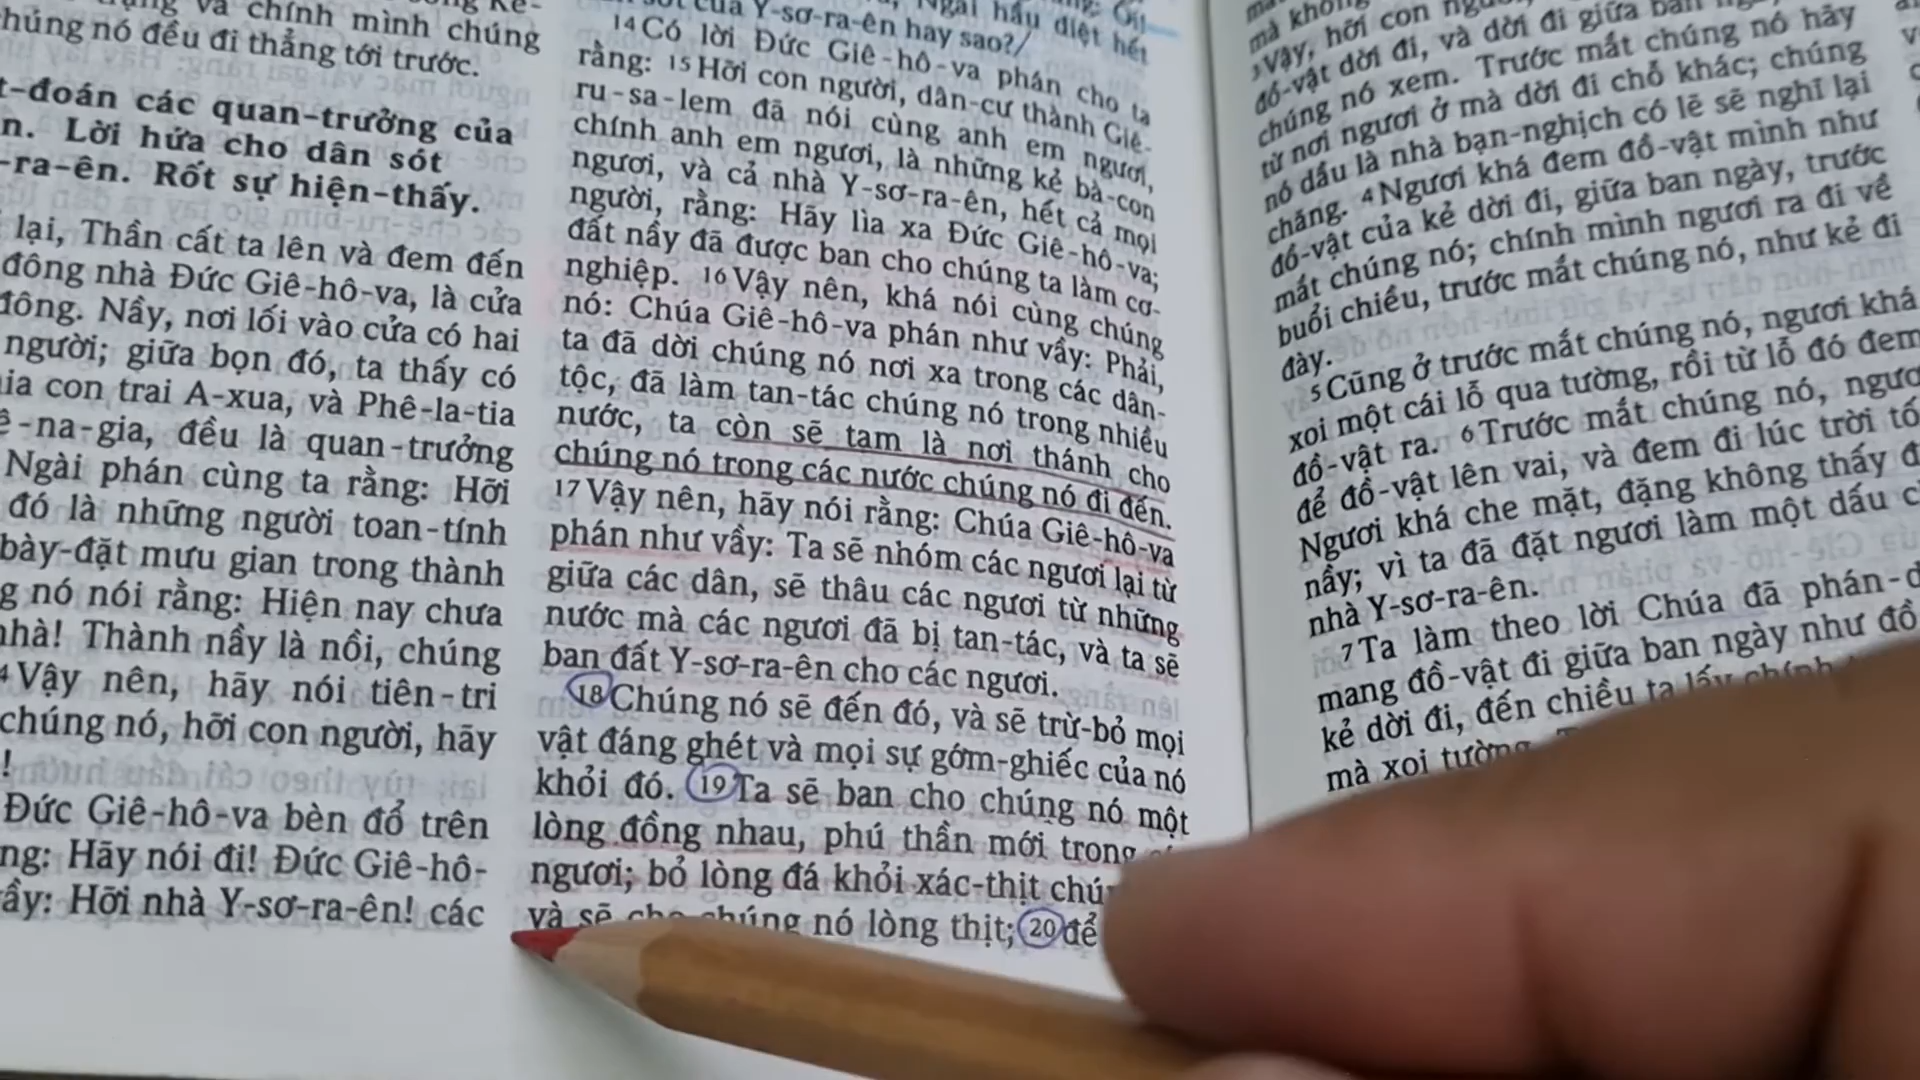 và chính mình chúng
húng nó đều đi thẳng tới trước.
t-đoán các quan-trưởng của
n. Lời hứa cho dân sót
-ra-ên. Rốt sự hiện-thấy.
lại, Thần cất ta lên và đem đến
đông nhà Đức Giê-hô-va, là cửa
đông. Nầy, nơi lối vào cửa có hai
người; giữa bọn đó, ta thấy có
ia con trai A-xua, và Phê-la-tia
ê-na-gia, đều là quan-trưởng
Ngài phán cùng ta rằng: Hỡi
đó là những người toan-tính
bày-đặt mưu gian trong thành
g nó nói rằng: Hiện nay chưa
nhà! Thành nầy là nồi, chúng
4 Vậy nên, hãy nói tiên-tri
chúng nó, hỡi con người, hãy
!
Đức Giê-hô-va bèn đổ trên
ng: Hãy nói đi! Đức Giê-hô-
ầy: Hỡi nhà Y-sơ-ra-ên! các
Ngài hầu diệt hết
sót của Y-sơ-ra-ên hay sao?/
14 Có lời Đức Giê-hô-va phán cho ta
rằng: 15 Hỡi con người, dân-cư thành Giê-
ru-sa-lem đã nói cùng anh em ngươi,
chính anh em ngươi, là những kẻ bà-con
ngươi, và cả nhà Y-sơ-ra-ên, hết cả mọi
người, rằng: Hãy lìa xa Đức Giê-hô-va;
đất nầy đã được ban cho chúng ta làm cơ-
nghiệp. 16 Vậy nên, khá nói cùng chúng
nó: Chúa Giê-hô-va phán như vầy: Phải,
ta đã dời chúng nó nơi xa trong các dân-
tộc, đã làm tan-tác chúng nó trong nhiều
nước, ta còn sẽ tạm là nơi thánh cho
chúng nó trong các nước chúng nó đi đến.
17 Vậy nên, hãy nói rằng: Chúa Giê-hô-va
phán như vầy: Ta sẽ nhóm các ngươi lại từ
giữa các dân, sẽ thâu các ngươi từ những
nước mà các ngươi đã bị tan-tác, và ta sẽ
ban đất Y-sơ-ra-ên cho các ngươi.
18 Chúng nó sẽ đến đó, và sẽ trừ-bỏ mọi
vật đáng ghét và mọi sự gớm-ghiếc của nó
khỏi đó. 19 Ta sẽ ban cho chúng nó một
lòng đồng nhau, phú thần mới trong
ngươi; bỏ lòng đá khỏi xác-thịt chú
và sẽ cho chúng nó lòng thịt; 20 để
mà khôn
3 Vậy, hỡi con
đồ-vật dời đi, và dời đi giữa ban
chúng nó xem. Trước mắt chúng nó hãy
từ nơi ngươi ở mà dời đi chỗ khác; chúng
nó dầu là nhà bạn-nghịch có lẽ sẽ nghĩ lại
chăng. 4 Ngươi khá đem đồ-vật mình như
đồ-vật của kẻ dời đi, giữa ban ngày, trước
mắt chúng nó; chính mình ngươi ra đi về
buổi chiều, trước mắt chúng nó, như kẻ đi
đày.
5 Cũng ở trước mắt chúng nó, ngươi khá
xoi một cái lỗ qua tường, rồi từ lỗ đó đem
đồ-vật ra. 6 Trước mắt chúng nó, ngươ
để đồ-vật lên vai, và đem đi lúc trời tố
Ngươi khá che mặt, đặng không thấy đ
nầy; vì ta đã đặt ngươi làm một dấu c
nhà Y-sơ-ra-ên.
7 Ta làm theo lời Chúa đã phán-d
mang đồ-vật đi giữa ban ngày như đồ
kẻ dời đi, đến chiều ta lấy chính
mà xoi tường.